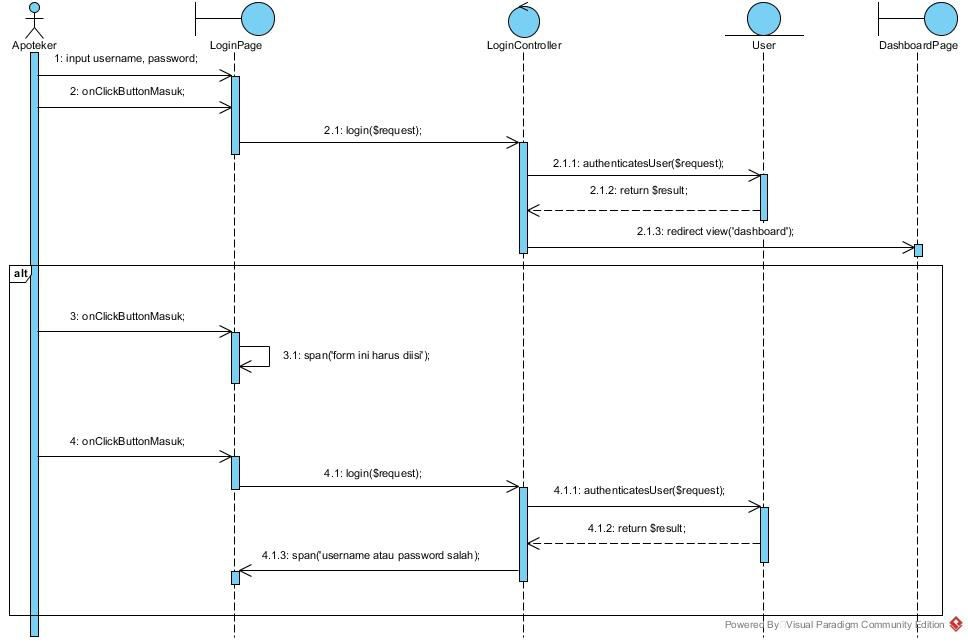 Apoteker
LoginPage
LoginController
User
DashboardPage
1: input username, password;
2: onClickButtonMasuk;
2.1: login($request);
2.1.1: authenticatesUser($request);
2.1.2: return $result;
2.1.3: redirect view('dashboard');
alt
3: onClickButtonMasuk;
3.1: span('form ini harus diisi');
4: onClickButtonMasuk;
4.1: login($request);
4.1.1: authenticatesUser($request);
4.1.2: return $result;
4.1.3: span('username atau password salah);
Powered By Visual Paradigm Community Edition